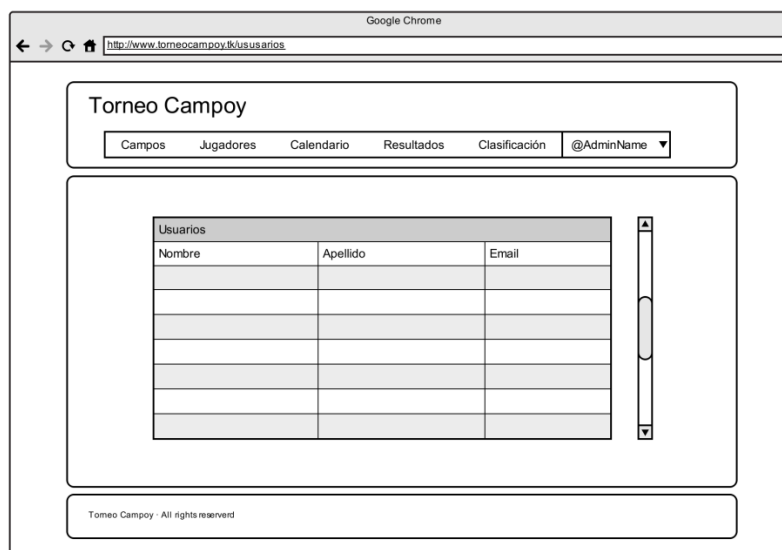 Google Chrome
http://www.torneocampoy.tk/ususarios
Torneo Campoy
Campos Jugadores Calendario Resultados Clasificación @AdminName
Usuarios
Nombre Apellido Email
Torneo Campoy · All rights reserverd